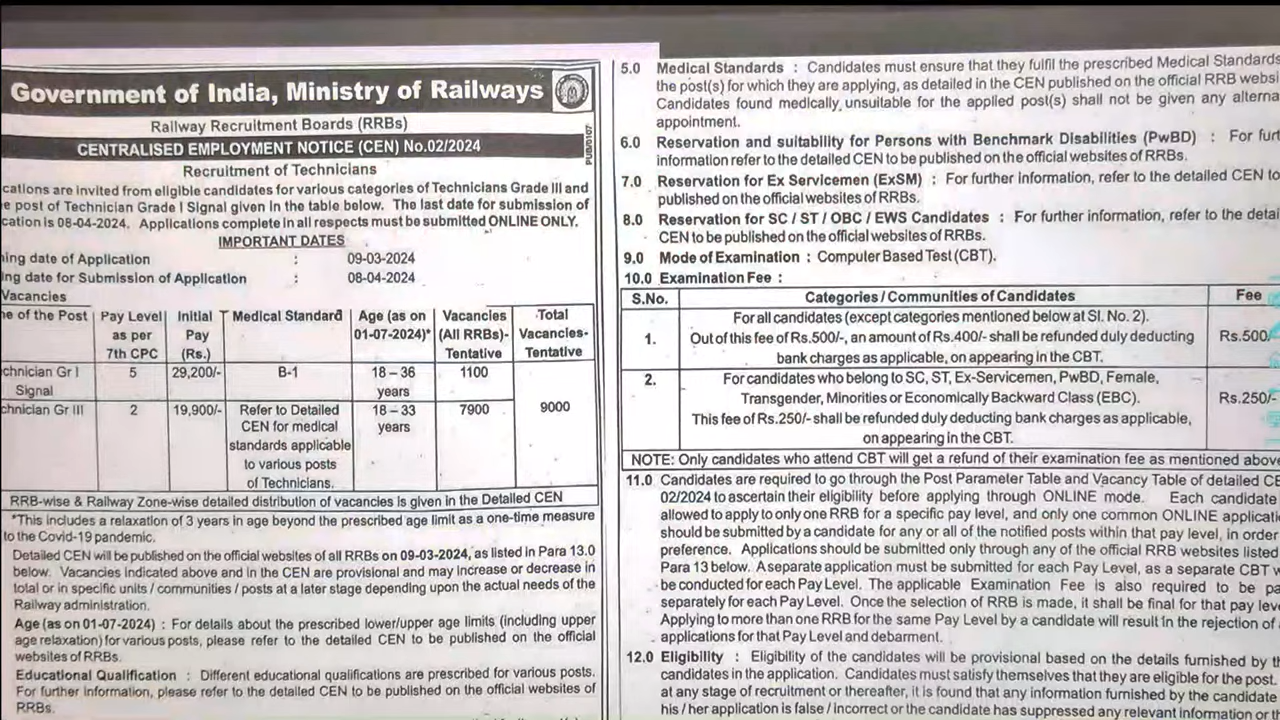 Government of India, Ministry of Railways
Railway Recruitment Boards (RRBs)
CENTRALISED EMPLOYMENT NOTICE (CEN) No.02/2024
PUB/0107
Recruitment of Technicians
cations are invited from eligible candidates for various categories of Technicians Grade III and
e post of Technician Grade I Signal given in the table below. The last date for submission of
cation is 08-04-2024. Applications complete in all respects must be submitted ONLINE ONLY.
IMPORTANT DATES
ing date of Application : 09-03-2024
ing date for Submission of Application : 08-04-2024
Vacancies
e of the Post Pay Level as per 7th CPC Initial Pay (Rs.) Medical Standard Age (as on 01-07-2024)* Vacancies (All RRBs)- Tentative Total Vacancies- Tentative
chnician Gr I Signal 5 29,200/- B-1 18 – 36 years 1100
chnician Gr III 2 19,900/- Refer to Detailed CEN for medical standards applicable to various posts of Technicians. 18 – 33 years 7900 9000
RRB-wise & Railway Zone-wise detailed distribution of vacancies is given in the Detailed CEN
*This includes a relaxation of 3 years in age beyond the prescribed age limit as a one-time measure
to the Covid-19 pandemic.
Detailed CEN will be published on the official websites of all RRBs on 09-03-2024, as listed in Para 13.0
below. Vacancies indicated above and in the CEN are provisional and may increase or decrease in
total or in specific units / communities / posts at a later stage depending upon the actual needs of the
Railway administration.
Age (as on 01-07-2024) : For details about the prescribed lower/upper age limits (including upper
age relaxation) for various posts, please refer to the detailed CEN to be published on the official
websites of RRBs.
Educational Qualification : Different educational qualifications are prescribed for various posts.
For further information, please refer to the detailed CEN to be published on the official websites of
RRBs.
5.0 Medical Standards : Candidates must ensure that they fulfil the prescribed Medical Standards
the post(s) for which they are applying, as detailed in the CEN published on the official RRB websi
Candidates found medically unsuitable for the applied post(s) shall not be given any alterna
appointment.
6.0 Reservation and suitability for Persons with Benchmark Disabilities (PwBD) : For fur
information refer to the detailed CEN to be published on the official websites of RRBs.
7.0 Reservation for Ex Servicemen (ExSM) : For further information, refer to the detailed CEN to
published on the official websites of RRBs.
8.0 Reservation for SC / ST / OBC / EWS Candidates : For further information, refer to the detai
CEN to be published on the official websites of RRBs.
9.0 Mode of Examination : Computer Based Test (CBT).
10.0 Examination Fee :
S.No. Categories / Communities of Candidates Fee
For all candidates (except categories mentioned below at Sl. No. 2).
1. Out of this fee of Rs.500/-, an amount of Rs.400/- shall be refunded duly deducting Rs.500/
bank charges as applicable, on appearing in the CBT.
2. For candidates who belong to SC, ST, Ex-Servicemen, PwBD, Female,
Transgender, Minorities or Economically Backward Class (EBC). Rs.250/-
This fee of Rs.250/- shall be refunded duly deducting bank charges as applicable,
on appearing in the CBT.
NOTE: Only candidates who attend CBT will get a refund of their examination fee as mentioned above
11.0 Candidates are required to go through the Post Parameter Table and Vacancy Table of detailed CE
02/2024 to ascertain their eligibility before applying through ONLINE mode. Each candidate
allowed to apply to only one RRB for a specific pay level, and only one common ONLINE applicati
should be submitted by a candidate for any or all of the notified posts within that pay level, in order
preference. Applications should be submitted only through any of the official RRB websites listed
Para 13 below. A separate application must be submitted for each Pay Level, as a separate CBT w
be conducted for each Pay Level. The applicable Examination Fee is also required to be pa
separately for each Pay Level. Once the selection of RRB is made, it shall be final for that pay leve
Applying to more than one RRB for the same Pay Level by a candidate will result in the rejection of
applications for that Pay Level and debarment.
12.0 Eligibility : Eligibility of the candidates will be provisional based on the details furnished by th
candidates in the application. Candidates must satisfy themselves that they are eligible for the post.
at any stage of recruitment or thereafter, it is found that any information furnished by the candidate
his / her application is false / incorrect or the candidate has suppressed any relevant information or th